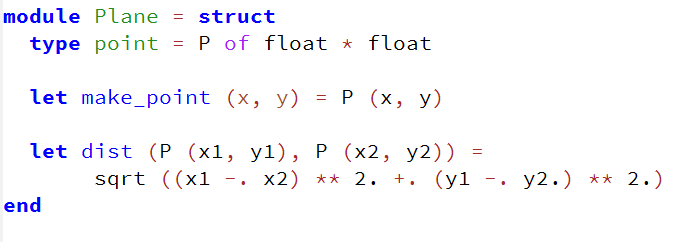 module Plane = struct
type point = P of float * float
let make_point (x, y) = P (x, y)
let dist (P (x1, y1), P (x2, y2)) =
sqrt ((x1 -. x2) ** 2. +. (y1 -. y2.) ** 2.)
end